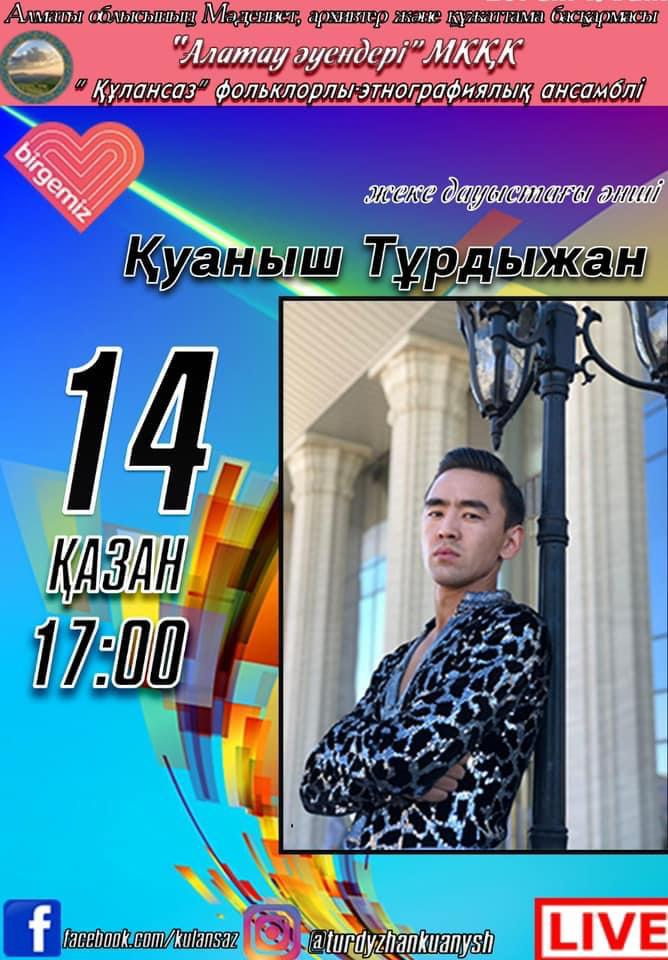 Алматы облысының Мәдениет, архивтер және құжаттама басқармасы
"Алатау әуендері" МКҚК
" Құлансаз" фольклорлы-этнографиялық ансамблі
birgemiz
жеке дауыстағы әнші
Қуаныш Тұрдыжан
14
ҚАЗАН
17:00
facebook.com/kulansaz
@turdyzhankuanysh
LIVE